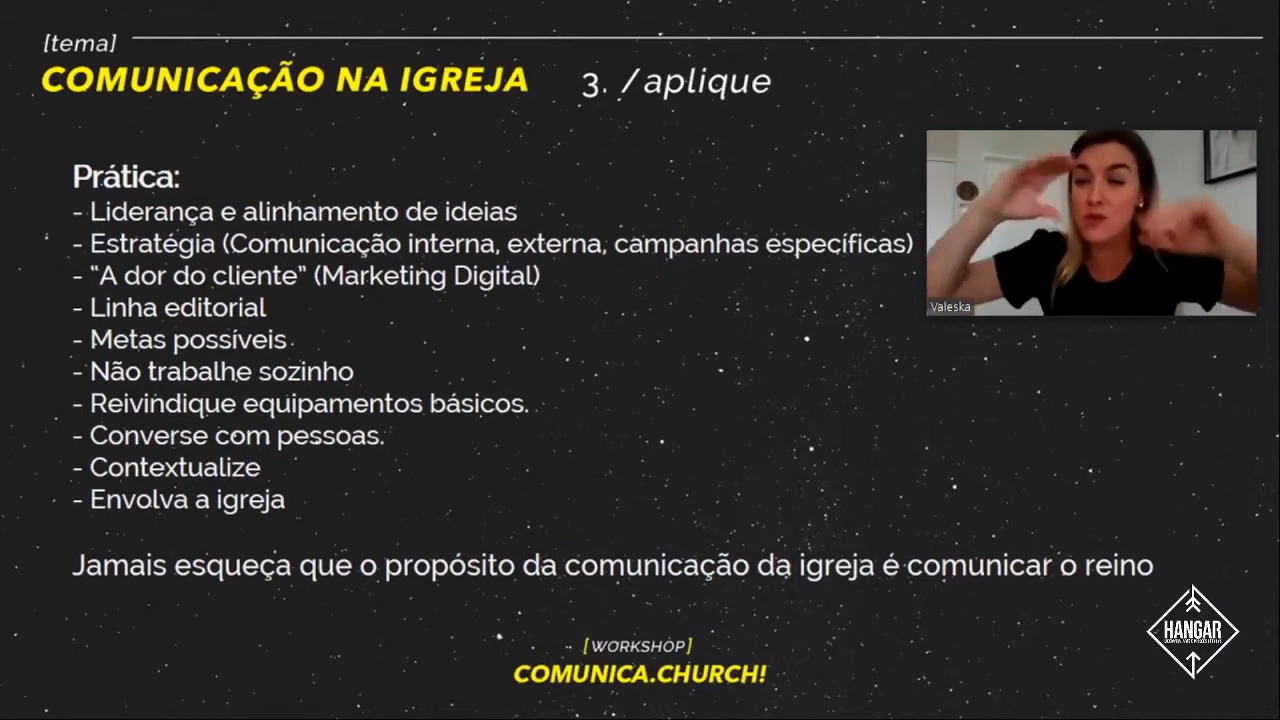 [tema]
COMUNICAÇÃO NA IGREJA
3. /aplique
Prática:
- Liderança e alinhamento de ideias
- Estratégia (Comunicação interna, externa, campanhas específicas)
- “A dor do cliente” (Marketing Digital)
- Linha editorial
- Metas possíveis
- Não trabalhe sozinho
- Reivindique equipamentos básicos.
- Converse com pessoas.
- Contextualize
- Envolva a igreja
Valeska
Jamais esqueça que o propósito da comunicação da igreja é comunicar o reino
HANGAR
[WORKSHOP]
COMUNICA.CHURCH!